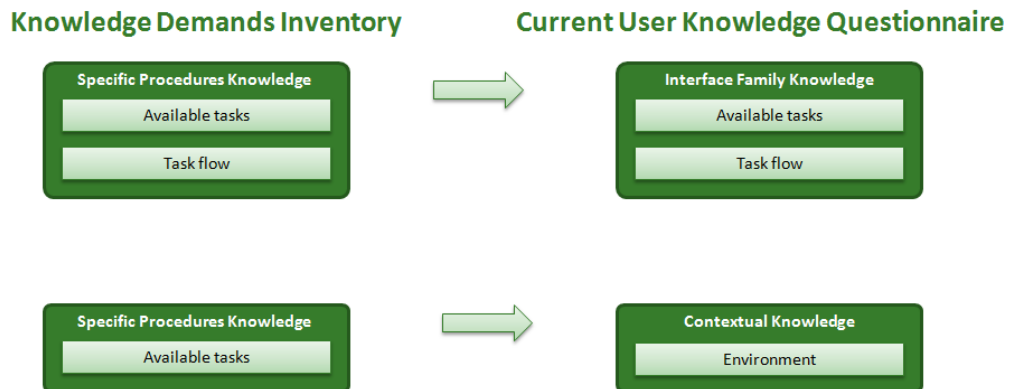 Knowledge Demands Inventory
Current User Knowledge Questionnaire
Specific Procedures Knowledge
Available tasks
Task flow
Interface Family Knowledge
Available tasks
Task flow
Specific Procedures Knowledge
Available tasks
Contextual Knowledge
Environment